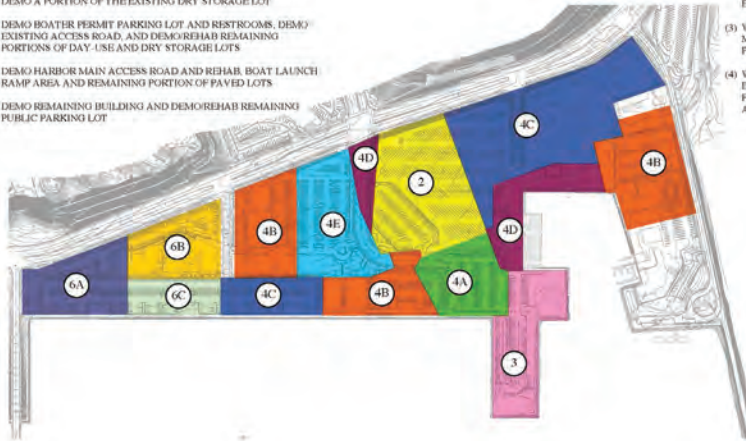 DEMO A PORTION OF THE EXISTING DRY STORAGE LOT
DEMO BOATER PERMIT PARKING LOT AND RESTROOMS, DEMO
EXISTING ACCESS ROAD, AND DEMO/REHAB REMAINING
PORTIONS OF DAY-USE AND DRY STORAGE LOTS
DEMO HARBOR MAIN ACCESS ROAD AND REHAB, BOAT LAUNCH
RAMP AREA AND REMAINING PORTION OF PAVED LOTS
DEMO REMAINING BUILDING AND DEMO/REHAB REMAINING
PUBLIC PARKING LOT
(3)
(4)
4C
4D
4B
2
4B
4E
4D
6B
4A
6A
6C
4C
4B
3